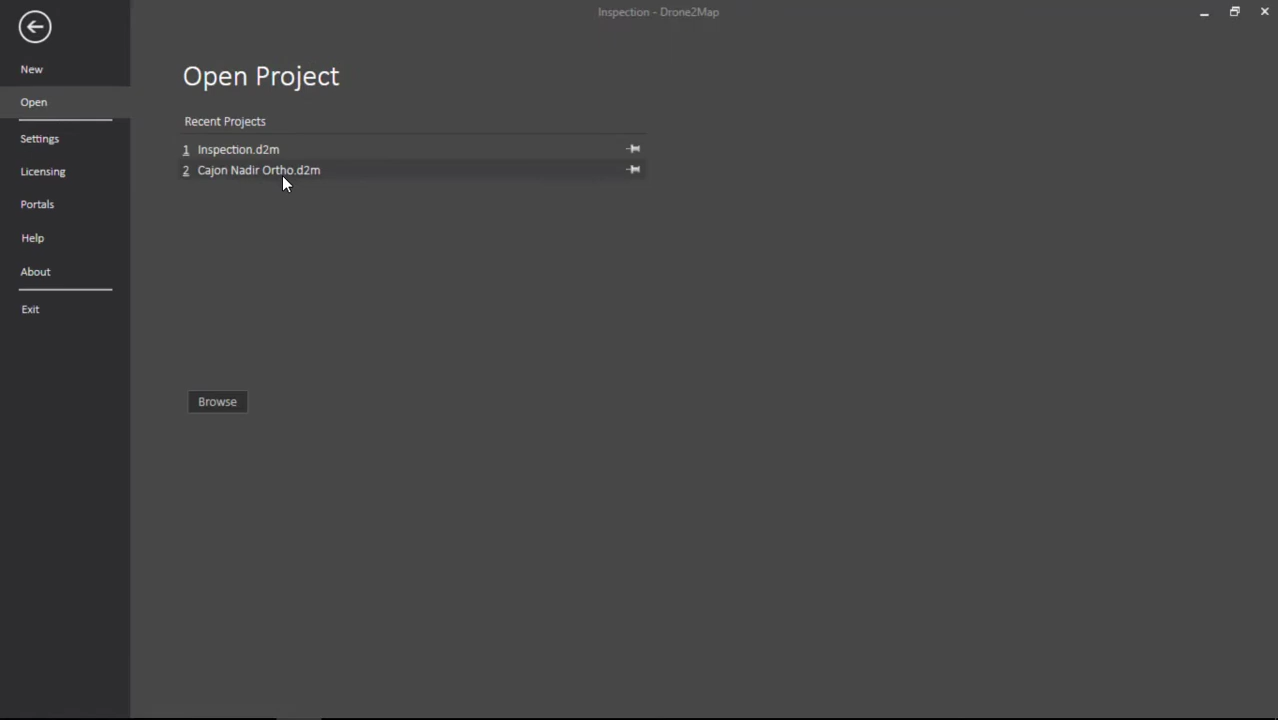 Inspection - Drone2Map
New
Open
Settings
Licensing
Portals
Help
About
Exit
Open Project
Recent Projects
1 Inspection.d2m
2 Cajon Nadir Ortho.d2m
Browse